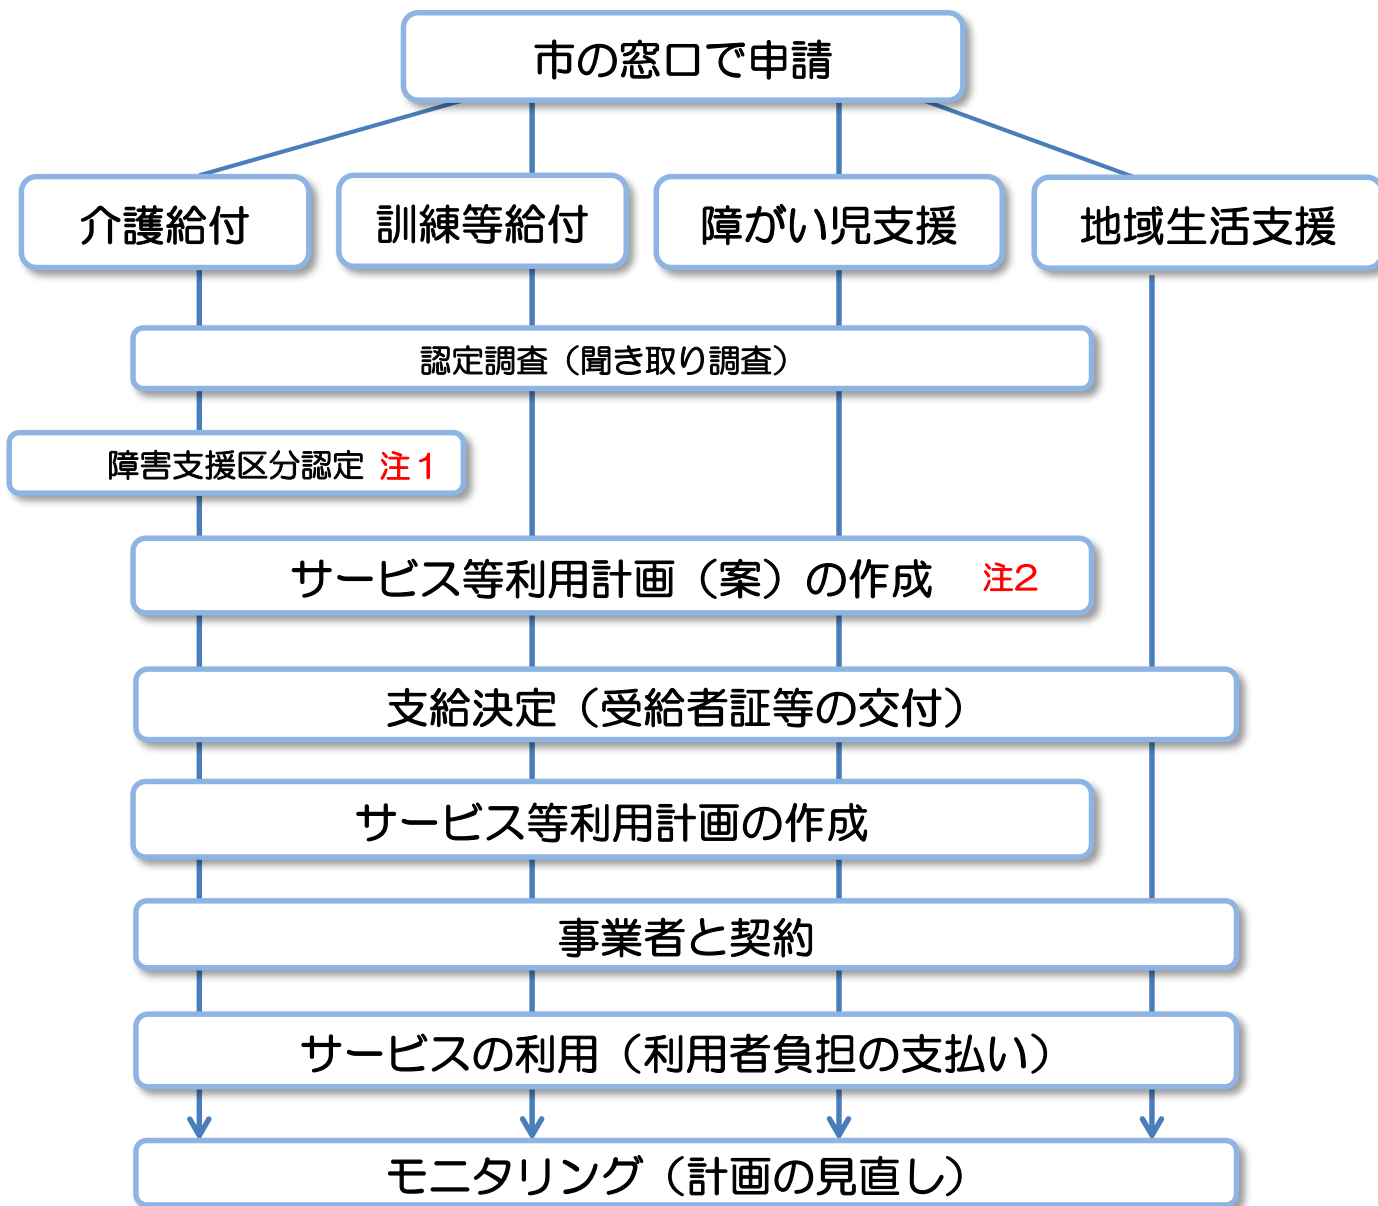 市の窓口で申請
介護給付
訓練等給付
障がい児支援
地域生活支援
認定調査（聞き取り調査）
障害支援区分認定 注１
サービス等利用計画（案）の作成 注2
支給決定（受給者証等の交付）
サービス等利用計画の作成
事業者と契約
サービスの利用（利用者負担の支払い）
モニタリング（計画の見直し）